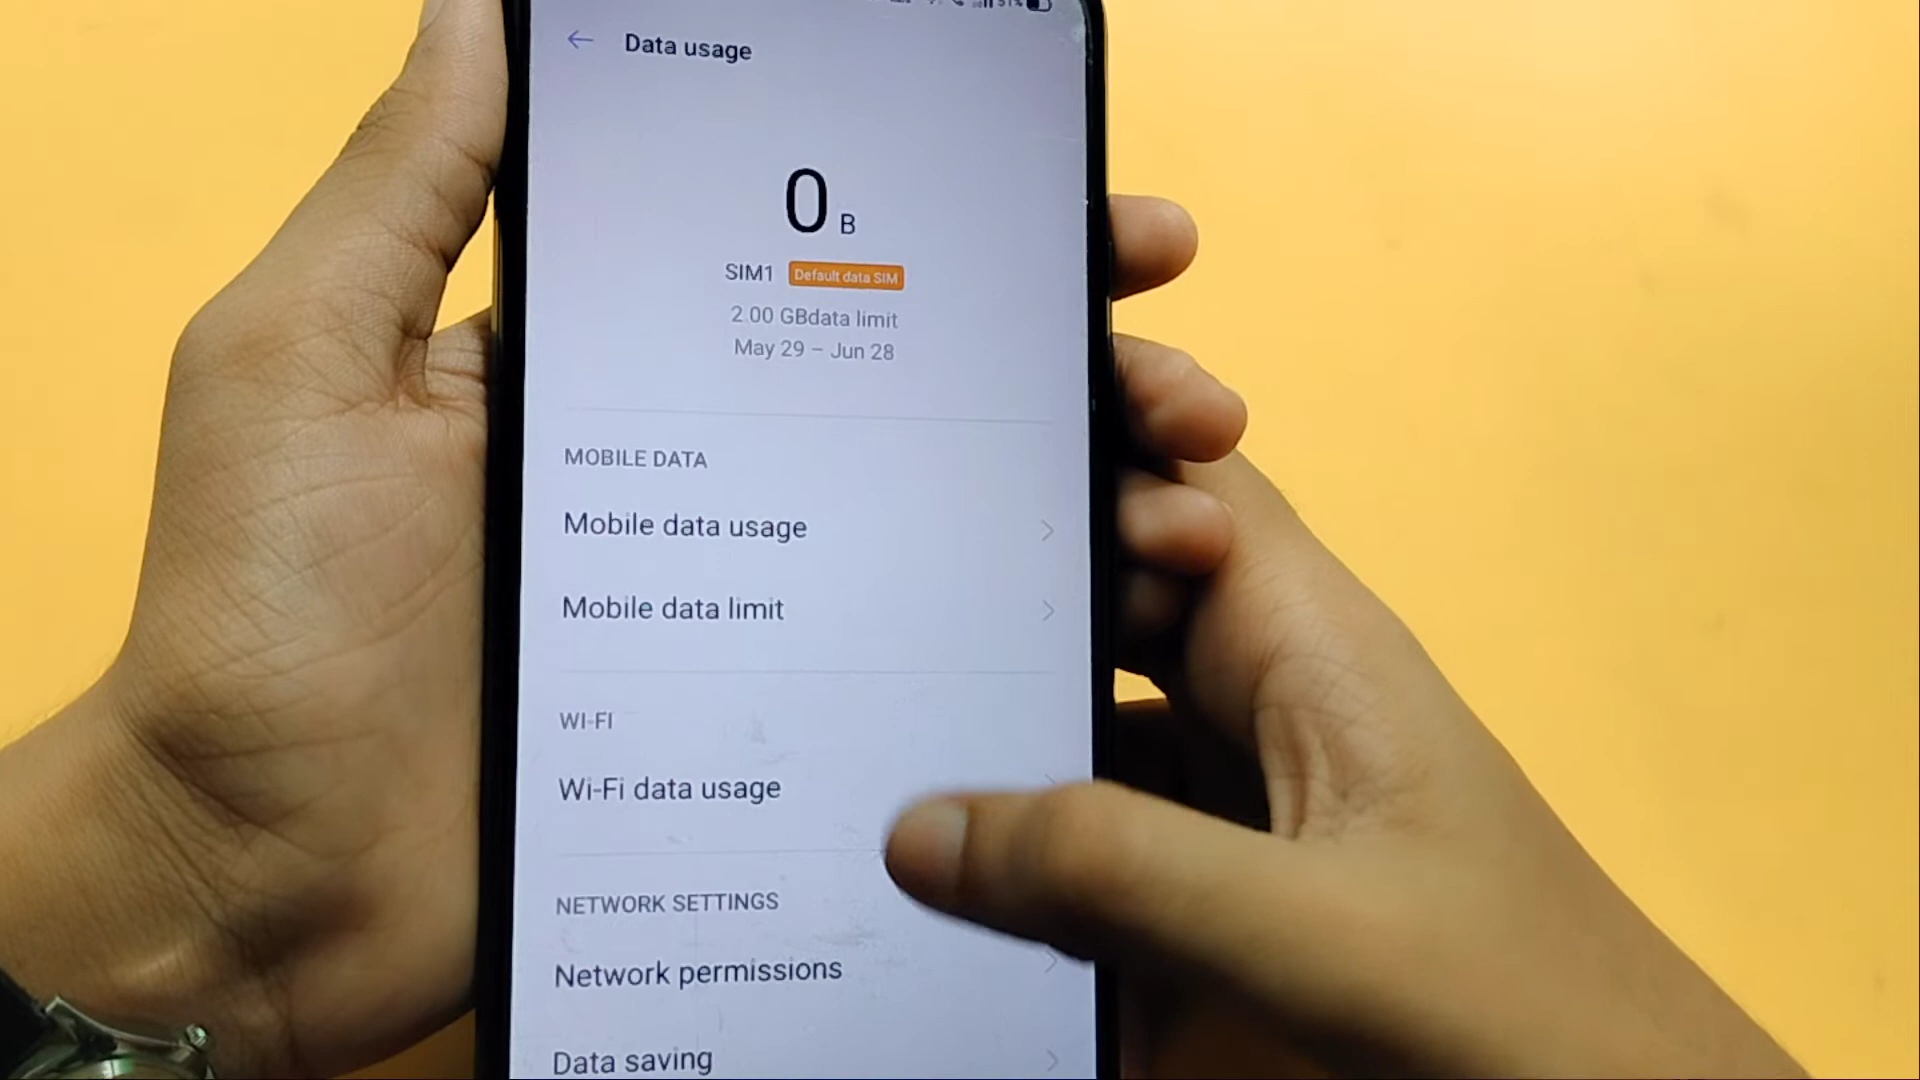 51%
Data usage
0 B
SIM1 Default data SIM
2.00 GBdata limit
May 29 – Jun 28
MOBILE DATA
Mobile data usage
Mobile data limit
WI-FI
Wi-Fi data usage
NETWORK SETTINGS
Network permissions
Data saving